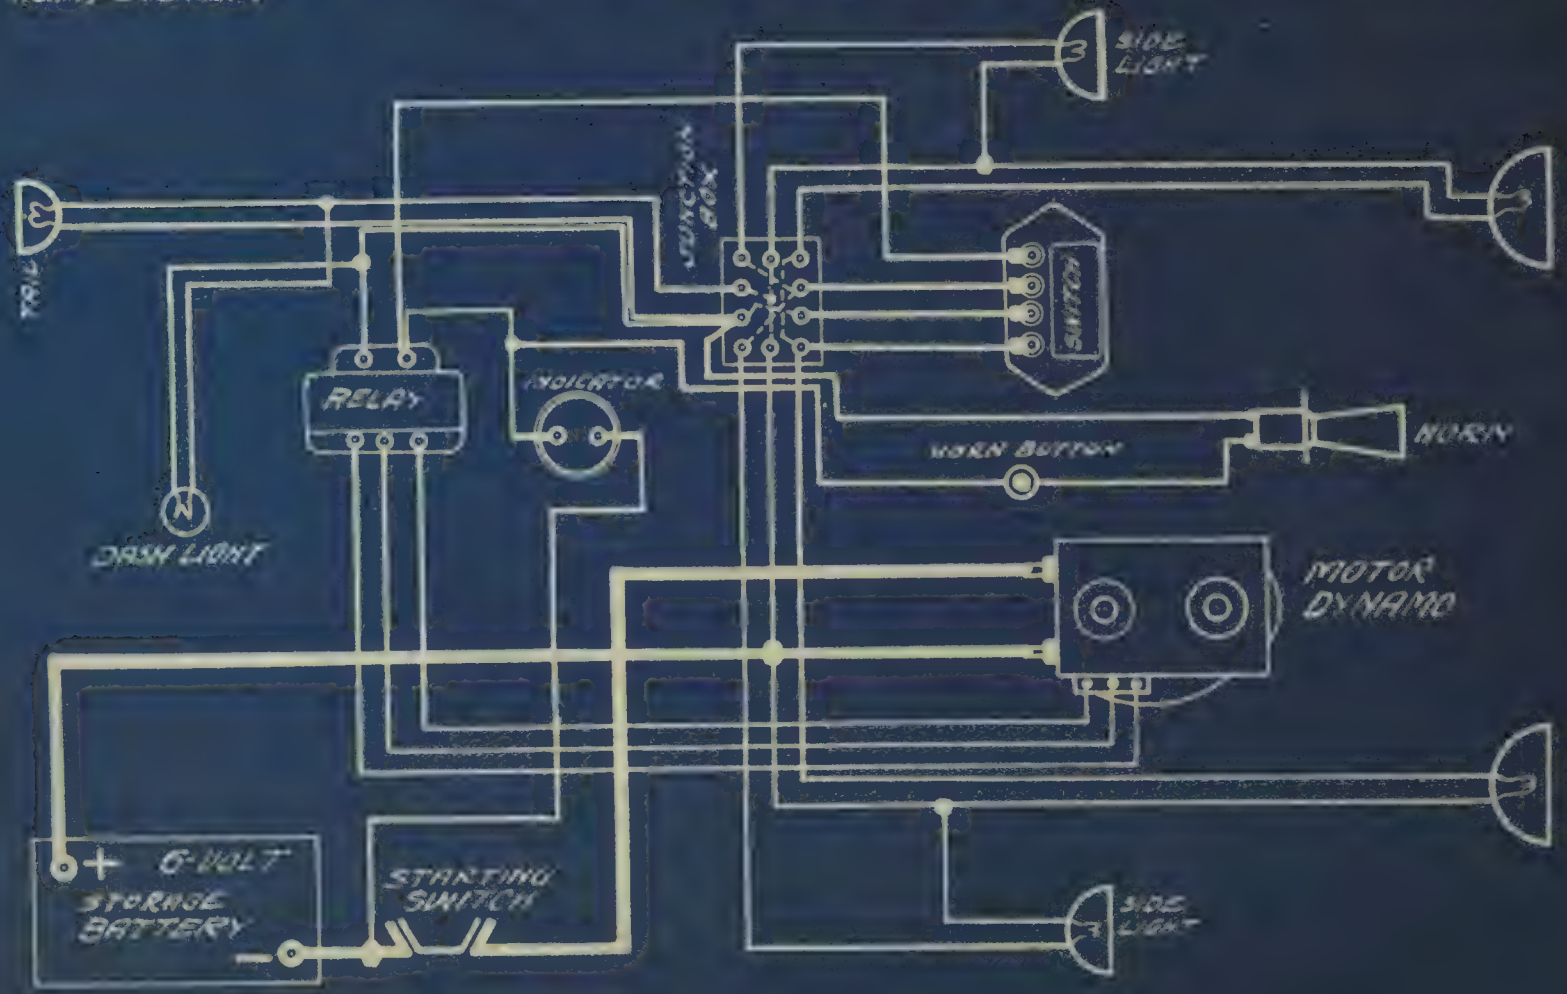 SIDE
LIGHT
JUNCTION
BOX
TAIL
SWITCH
INDICATOR
RELAY
HORN
HORN BUTTON
DASH LIGHT
MOTOR
DYNAMO
+ 6-VOLT
STORAGE
BATTERY
-
STARTING
SWITCH
SIDE
LIGHT